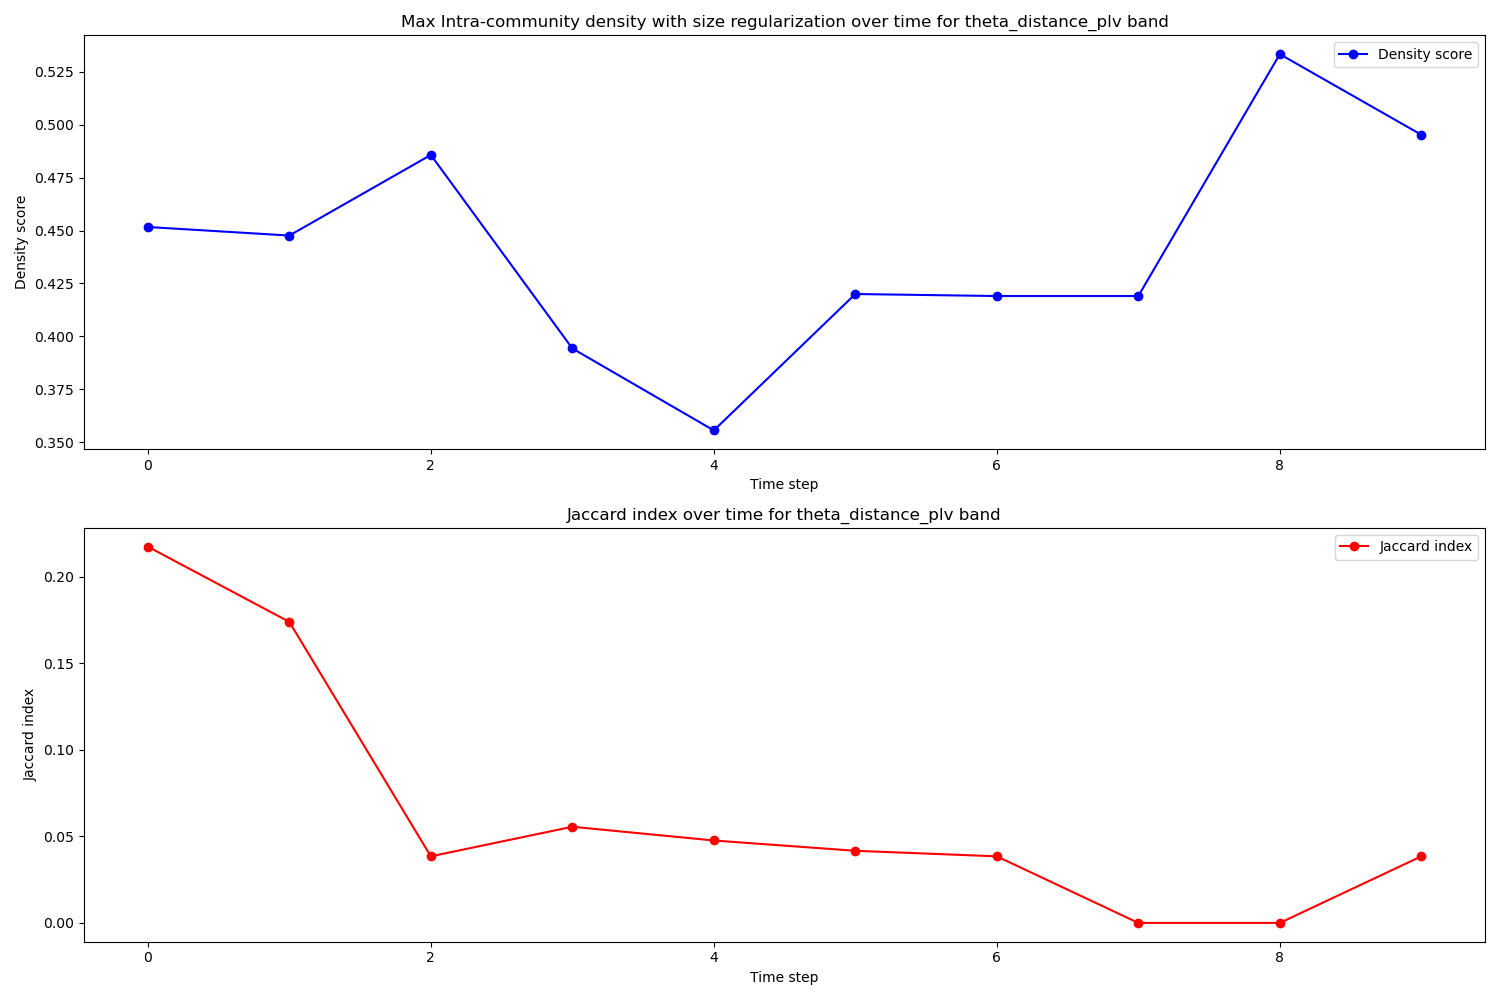 Max Intra-community density with size regularization over time for theta_distance_plv band
Density score
0.525
0.500
0.475
0.450
0.425
0.400
0.375
0.350
Density score
0 2 4 6 8
Time step
Jaccard index over time for theta_distance_plv band
Jaccard index
0.20
0.15
0.10
0.05
0.00
Jaccard index
0 2 4 6 8
Time step